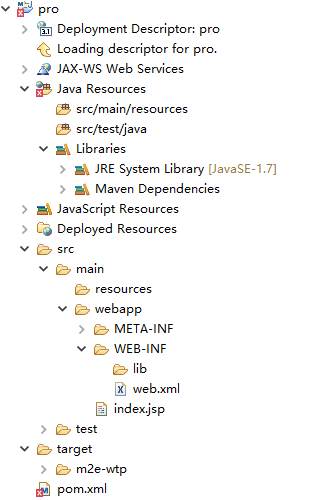 pro
Deployment Descriptor: pro
Loading descriptor for pro.
JAX-WS Web Services
Java Resources
src/main/resources
src/test/java
Libraries
JRE System Library [JavaSE-1.7]
Maven Dependencies
JavaScript Resources
Deployed Resources
src
main
resources
webapp
META-INF
WEB-INF
lib
web.xml
index.jsp
test
target
m2e-wtp
pom.xml